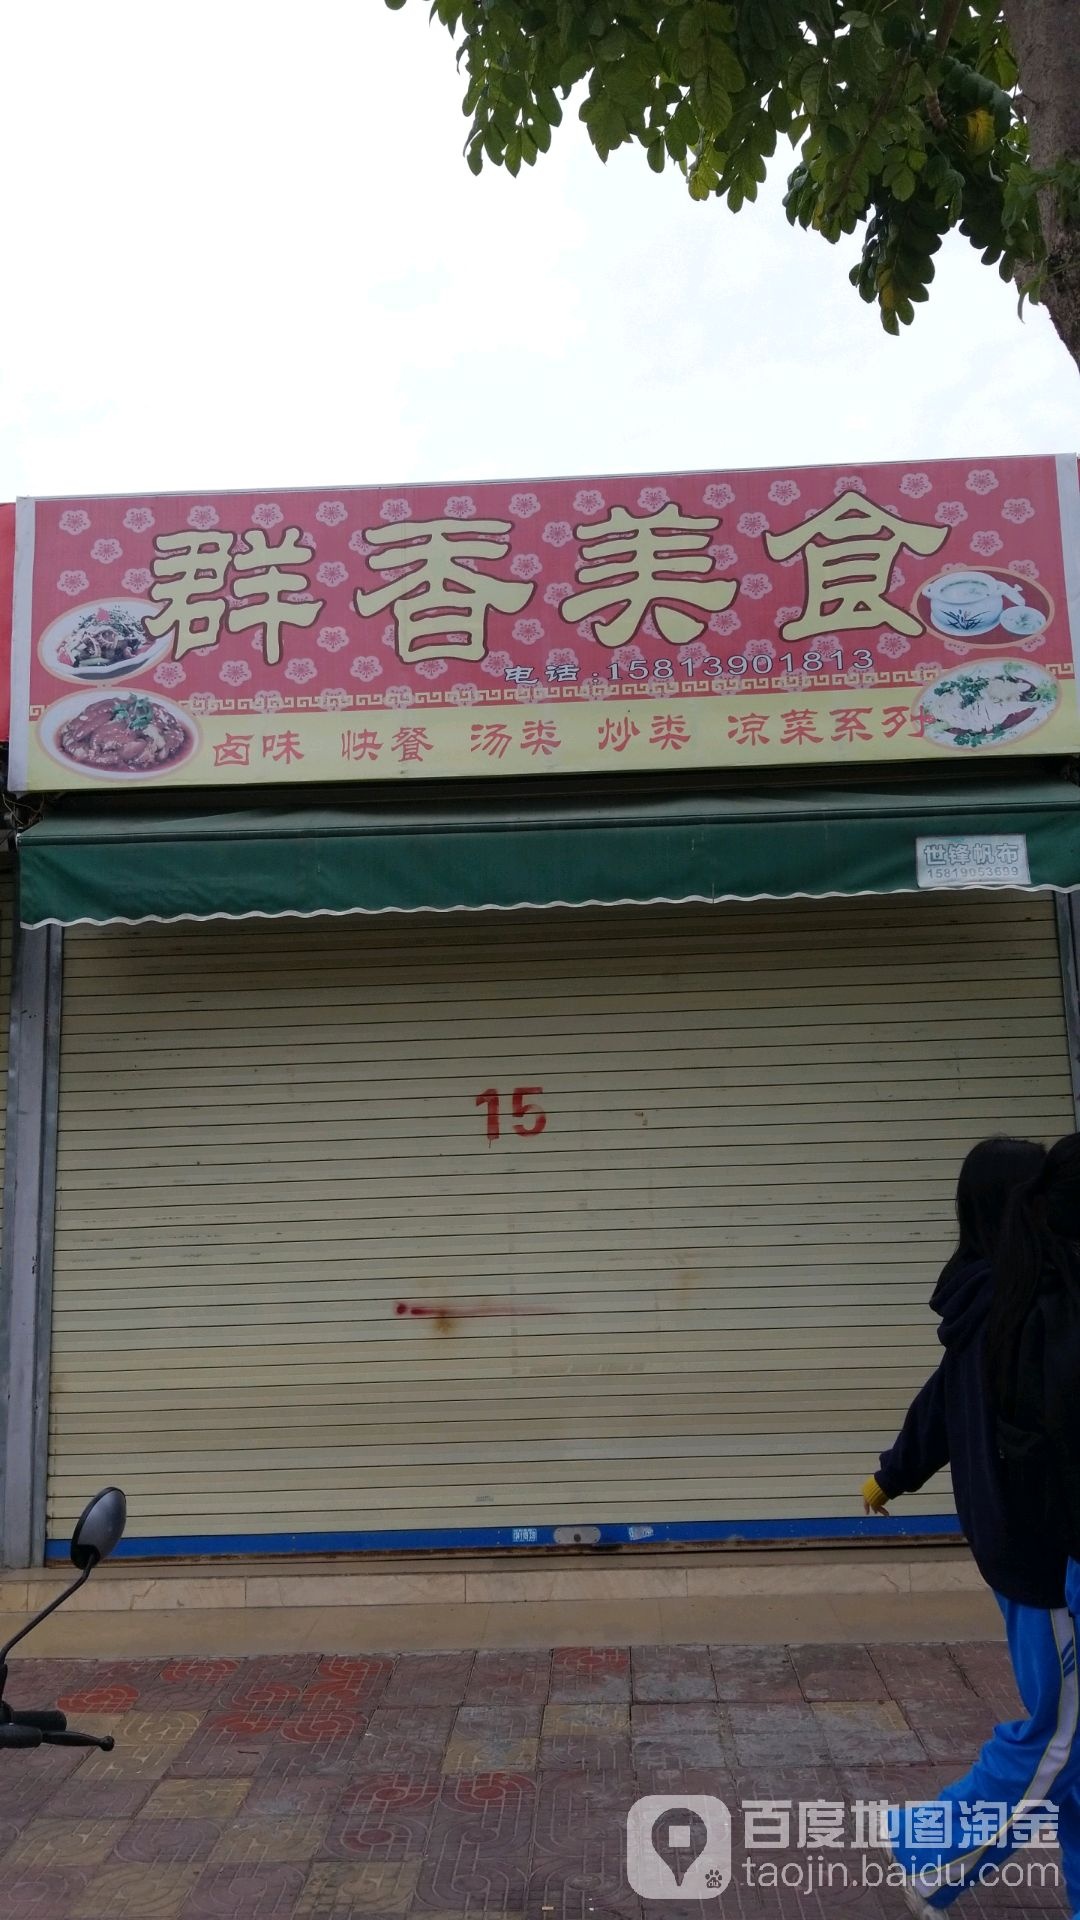 群香美食
电话:15813901813
卤味 快餐 汤类 炒类 凉菜系列
世锋帆布
15819053699
15
百度地图淘金
taojin.baidu.com